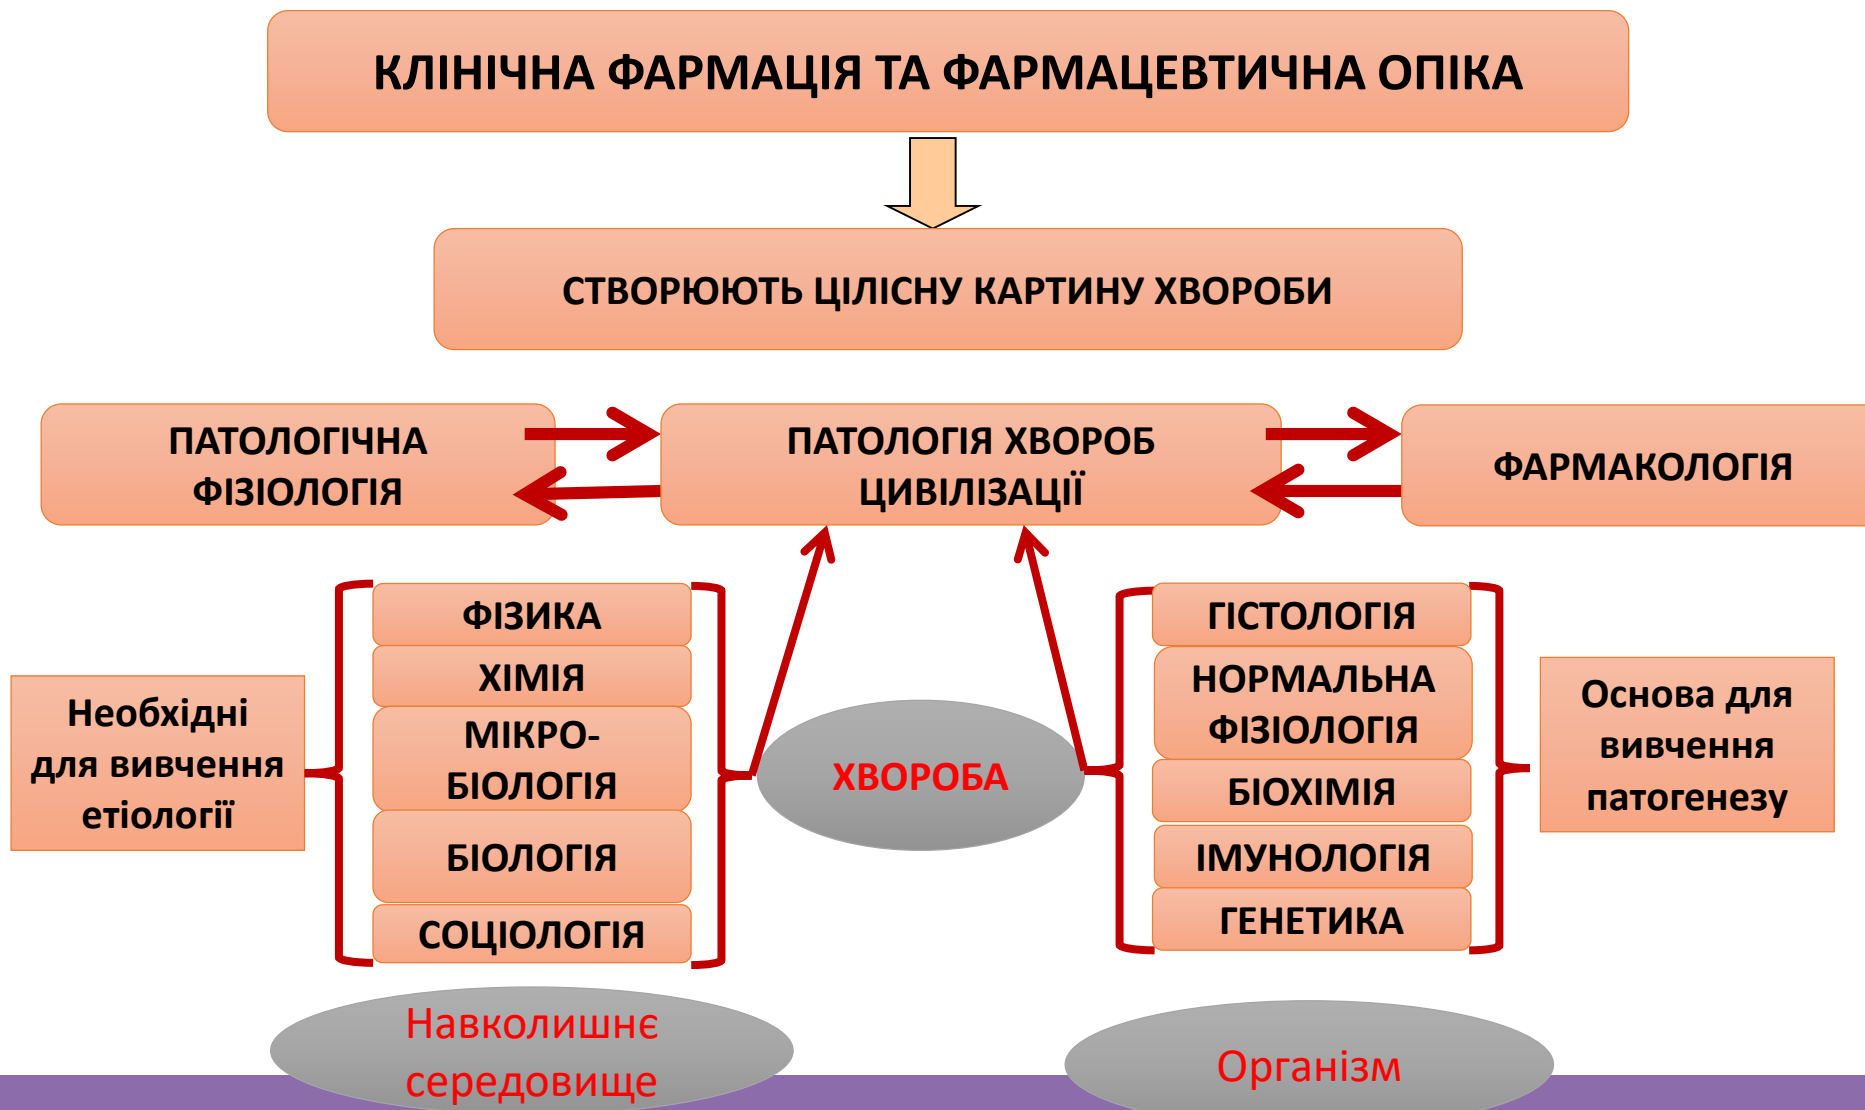 КЛІНІЧНА ФАРМАЦІЯ ТА ФАРМАЦЕВТИЧНА ОПІКА
СТВОРЮЮТЬ ЦІЛІСНУ КАРТИНУ ХВОРОБИ
ПАТОЛОГІЧНА
ФІЗІОЛОГІЯ
ПАТОЛОГІЯ ХВОРОБ
ЦИВІЛІЗАЦІЇ
ФАРМАКОЛОГІЯ
Необхідні
для вивчення
етіології
ФІЗИКА
ХІМІЯ
МІКРО-
БІОЛОГІЯ
БІОЛОГІЯ
СОЦІОЛОГІЯ
ХВОРОБА
ГІСТОЛОГІЯ
НОРМАЛЬНА
ФІЗІОЛОГІЯ
БІОХІМІЯ
ІМУНОЛОГІЯ
ГЕНЕТИКА
Основа для
вивчення
патогенезу
Навколишнє
середовище
Організм